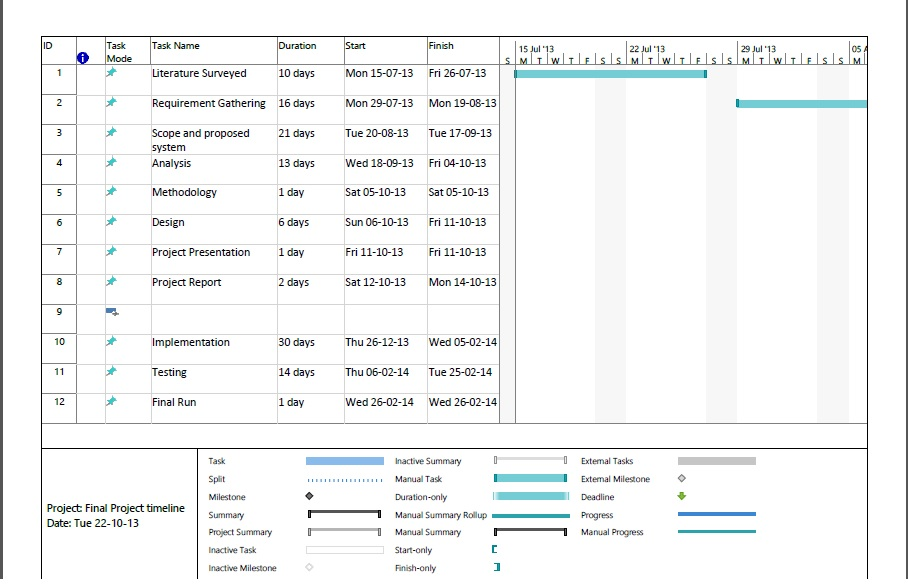 ID Task Mode Task Name Duration Start Finish
15 Jul '13 22 Jul '13 29 Jul '13 05 A
S M T W T F S S M T W T F S S M T W T F S S M
1 Literature Surveyed 10 days Mon 15-07-13 Fri 26-07-13
2 Requirement Gathering 16 days Mon 29-07-13 Mon 19-08-13
3 Scope and proposed system 21 days Tue 20-08-13 Tue 17-09-13
4 Analysis 13 days Wed 18-09-13 Fri 04-10-13
5 Methodology 1 day Sat 05-10-13 Sat 05-10-13
6 Design 6 days Sun 06-10-13 Fri 11-10-13
7 Project Presentation 1 day Fri 11-10-13 Fri 11-10-13
8 Project Report 2 days Sat 12-10-13 Mon 14-10-13
9
10 Implementation 30 days Thu 26-12-13 Wed 05-02-14
11 Testing 14 days Thu 06-02-14 Tue 25-02-14
12 Final Run 1 day Wed 26-02-14 Wed 26-02-14
Project: Final Project timeline
Date: Tue 22-10-13
Task Inactive Summary External Tasks
Split Manual Task External Milestone
Milestone Duration-only Deadline
Summary Manual Summary Rollup Progress
Project Summary Manual Summary Manual Progress
Inactive Task Start-only
Inactive Milestone Finish-only